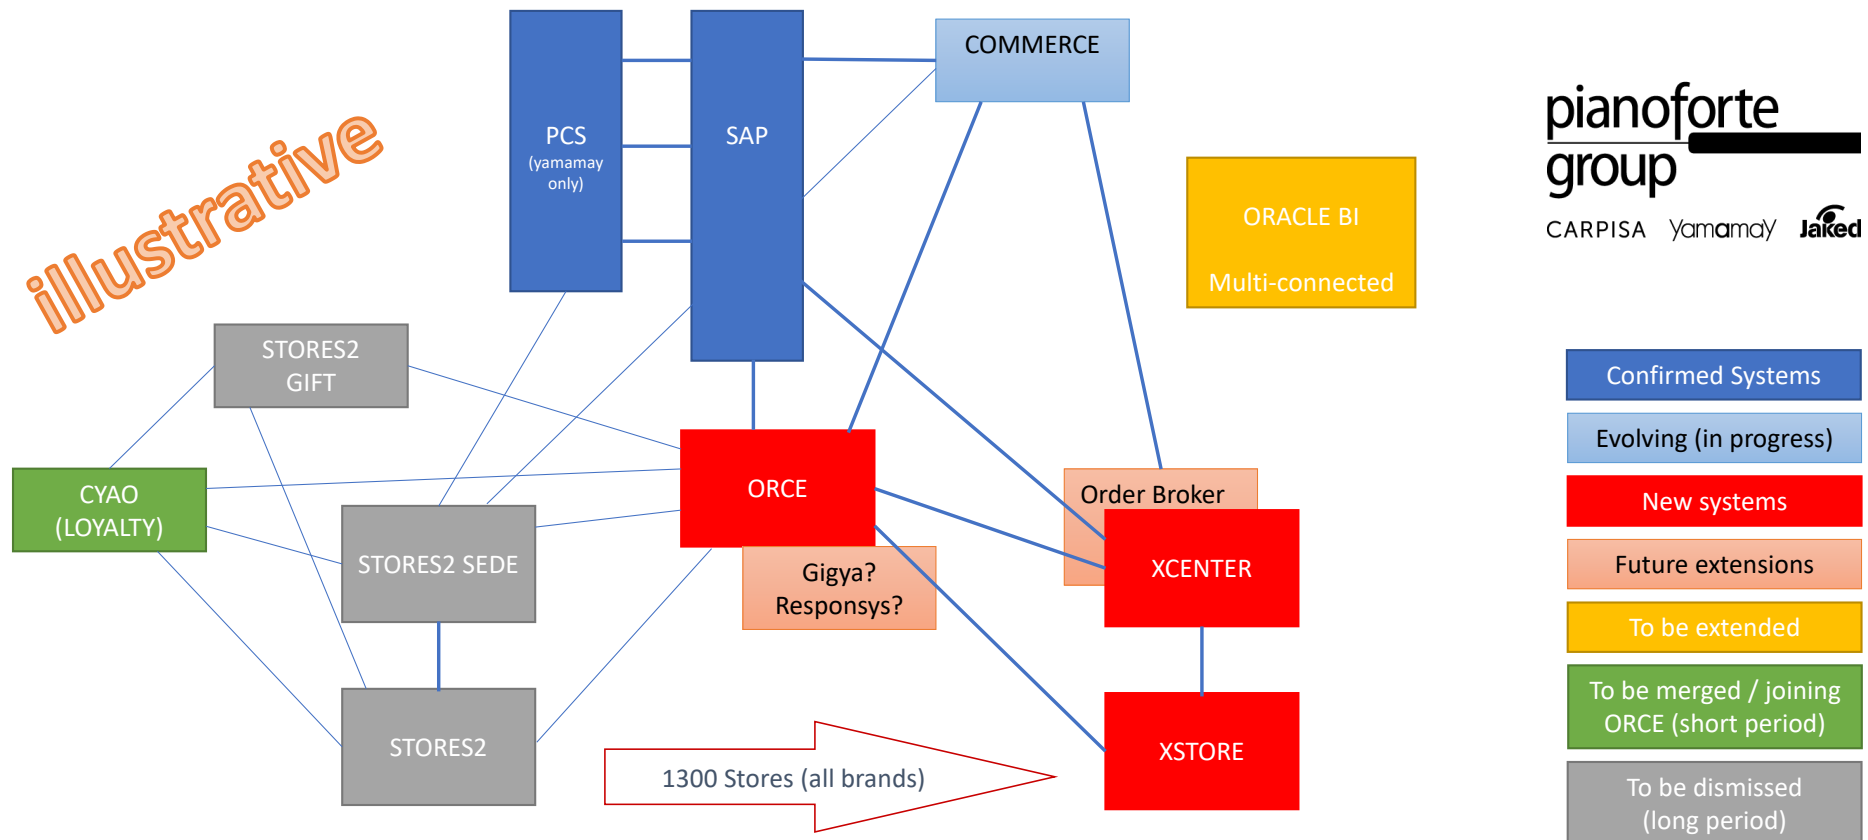 illustrative
PCS
(yamamay
only)
SAP
COMMERCE
ORACLE BI
Multi-connected
pianoforte
group
CARPISA yamamay Jaked
STORES2
GIFT
CYAO
(LOYALTY)
STORES2 SEDE
STORES2
ORCE
Gigya?
Responsys?
Order Broker
XCENTER
XSTORE
1300 Stores (all brands)
Confirmed Systems
Evolving (in progress)
New systems
Future extensions
To be extended
To be merged / joining
ORCE (short period)
To be dismissed
(long period)